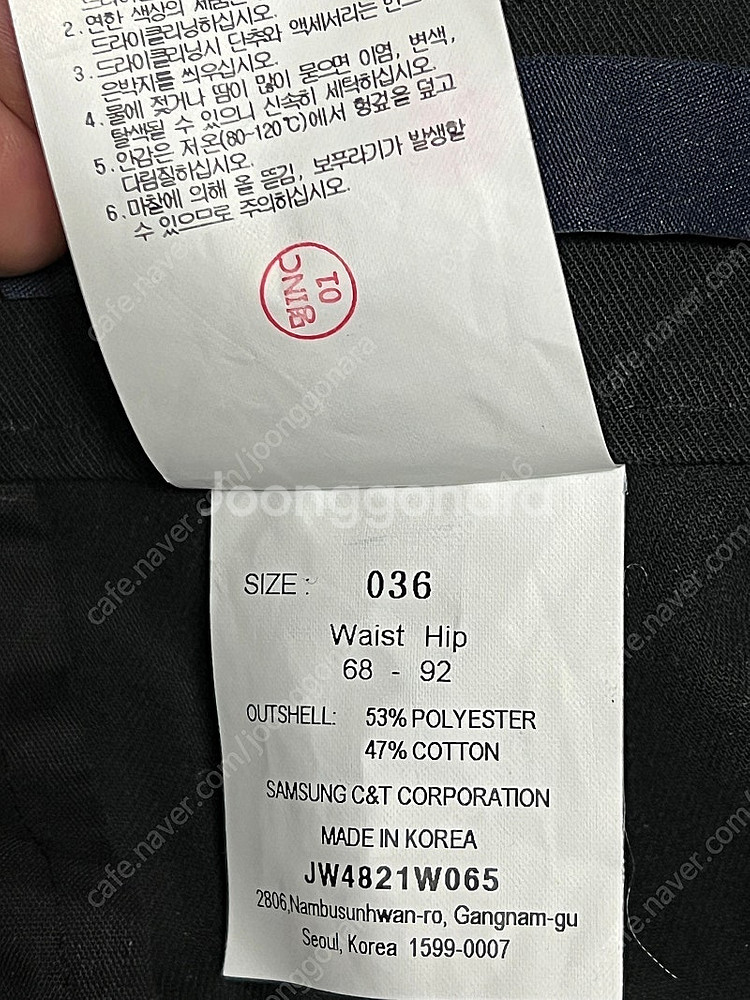 2.연한 색상의 제품은
드라이클리닝하십시오.
3.드라이클리닝시 단추와 액세서리는
은박지를 씌우십시오.
4.물에 젖거나 땀이 많이 묻으면 이염, 변색,
탈색될 수 있으니 신속히 세탁하십시오.
5.안감은 저온(80-120℃)에서 헝겊을 덮고
다림질하십시오.
6.마찰에 의해 올 뜯김, 보푸라기가 발생할
수 있으므로 주의하십시오.
BING
01
Joonggonara
SIZE : 036
Waist Hip
68 - 92
OUTSHELL: 53% POLYESTER
47% COTTON
SAMSUNG C&T CORPORATION
MADE IN KOREA
JW4821W065
2806,Nambusunhwan-ro, Gangnam-gu
Seoul, Korea 1599-0007
cafe.naver.com/joonggonara